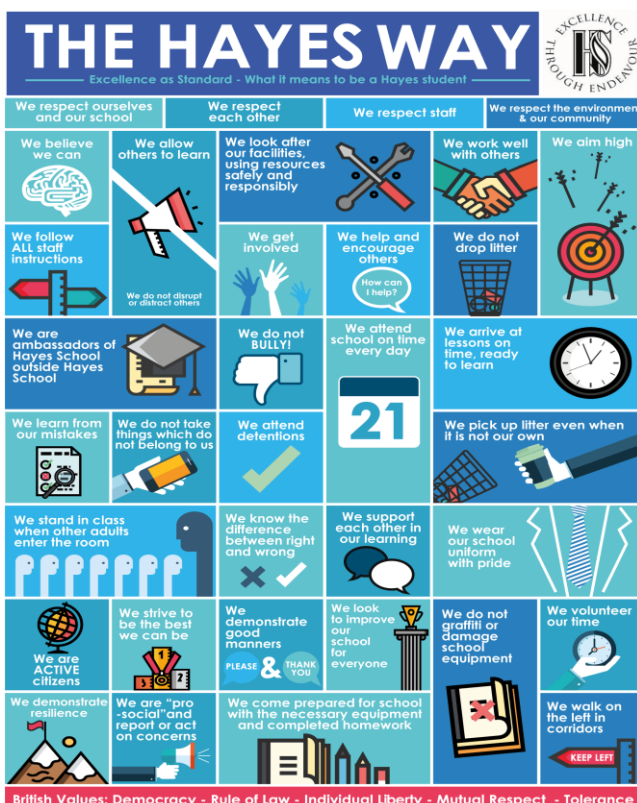 THE HAYES WAY
Excellence as Standard - What it means to be a Hayes student
EXCELLENCE
THROUGH ENDEAVOUR
HS
We respect ourselves
and our school
We respect
each other
We respect staff
We respect the environmen
& our community
We believe
we can
We allow
others to learn
We do not disrupt
or distract others
We look after
our facilities,
using resources
safely and
responsibly
We work well
with others
We aim high
We follow
ALL staff
instructions
We get
involved
We help and
encourage
others
How can
I help?
We do not
drop litter
We are
ambassadors of
Hayes School
outside Hayes
School
We do not
BULLY!
We attend
school on time
every day
21
We arrive at
lessons on
time, ready
to learn
We learn from
our mistakes
We do not take
things which do
not belong to us
We attend
detentions
We pick up litter even when
it is not our own
We stand in class
when other adults
enter the room
We know the
difference
between right
and wrong
We support
each other in
our learning
We wear
our school
uniform
with pride
We are
ACTIVE
citizens
We strive to
be the best
we can be
1
2
3
We
demonstrate
good
manners
PLEASE & THANK
YOU
We look
to improve
our
school
for
everyone
We do not
graffiti or
damage
school
equipment
We volunteer
our time
We demonstrate
resilience
We are “pro
-social”and
report or act
on concerns
We come prepared for school
with the necessary equipment
and completed homework
We walk on
the left in
corridors
KEEP LEFT
British Values: Democracy - Rule of Law - Individual Liberty - Mutual Respect - Tolerance